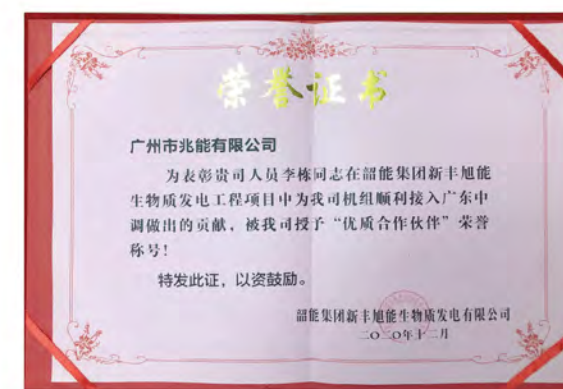 荣誉证书
广州市兆能有限公司
为表彰贵司人员李栋同志在韶能集团新丰旭能
生物质发电工程项目中为我司机组顺利接入广东中
调做出的贡献，被我司授予“优质合作伙伴”荣誉
称号！
特发此证，以资鼓励。
韶能集团新丰旭能生物质发电有限公司
二〇二〇年十二月